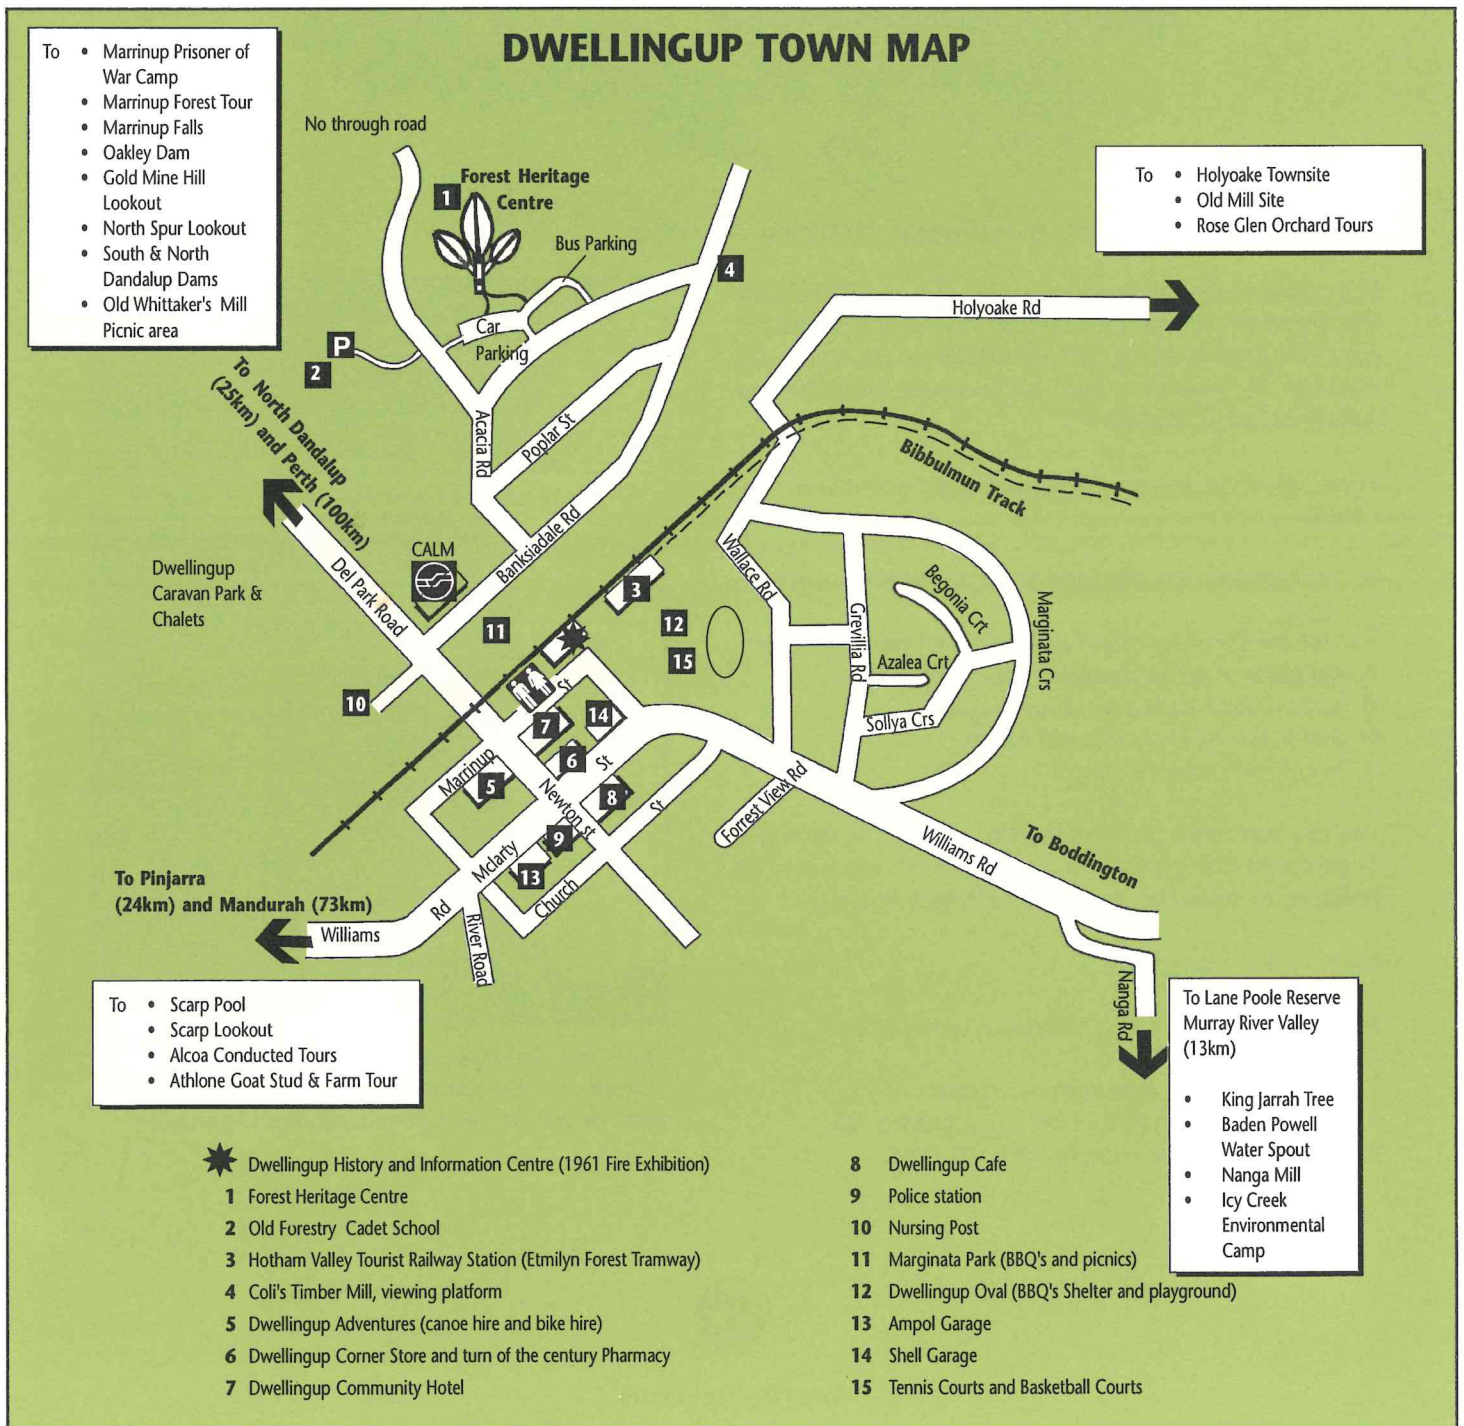 DWELLINGUP TOWN MAP
To • Marrinup Prisoner of
War Camp
• Marrinup Forest Tour
• Marrinup Falls
• Oakley Dam
• Gold Mine Hill
Lookout
• North Spur Lookout
• South & North
Dandalup Dams
• Old Whittaker's Mill
Picnic area
No through road
1 Forest Heritage
Centre
Bus Parking
4
Car
Parking
P
2
To • Holyoake Townsite
• Old Mill Site
• Rose Glen Orchard Tours
Holyoake Rd
To North Dandalup
(25km) and Perth (100km)
Acacia Rd
Poplar St
Bibbulmun Track
Banksiadale Rd
CALM
Del Park Road
Dwellingup
Caravan Park &
Chalets
Wallace Rd
Begonia Crt
Marginata Crs
Grevillia Rd
Azalea Crt
Sollya Crs
3
11
12
15
10
St
7
14
6
St
Marrinup
5
Newton st
8
St
9
Mclarty
13
Church
Forrest View Rd
Williams Rd
To Boddington
To Pinjarra
(24km) and Mandurah (73km)
Williams
Rd
River Road
Nanga Rd
To • Scarp Pool
• Scarp Lookout
• Alcoa Conducted Tours
• Athlone Goat Stud & Farm Tour
To Lane Poole Reserve
Murray River Valley
(13km)
• King Jarrah Tree
• Baden Powell
Water Spout
• Nanga Mill
• Icy Creek
Environmental
Camp
Dwellingup History and Information Centre (1961 Fire Exhibition)
1 Forest Heritage Centre
2 Old Forestry Cadet School
3 Hotham Valley Tourist Railway Station (Etmilyn Forest Tramway)
4 Coli's Timber Mill, viewing platform
5 Dwellingup Adventures (canoe hire and bike hire)
6 Dwellingup Corner Store and turn of the century Pharmacy
7 Dwellingup Community Hotel
8 Dwellingup Cafe
9 Police station
10 Nursing Post
11 Marginata Park (BBQ's and picnics)
12 Dwellingup Oval (BBQ's Shelter and playground)
13 Ampol Garage
14 Shell Garage
15 Tennis Courts and Basketball Courts